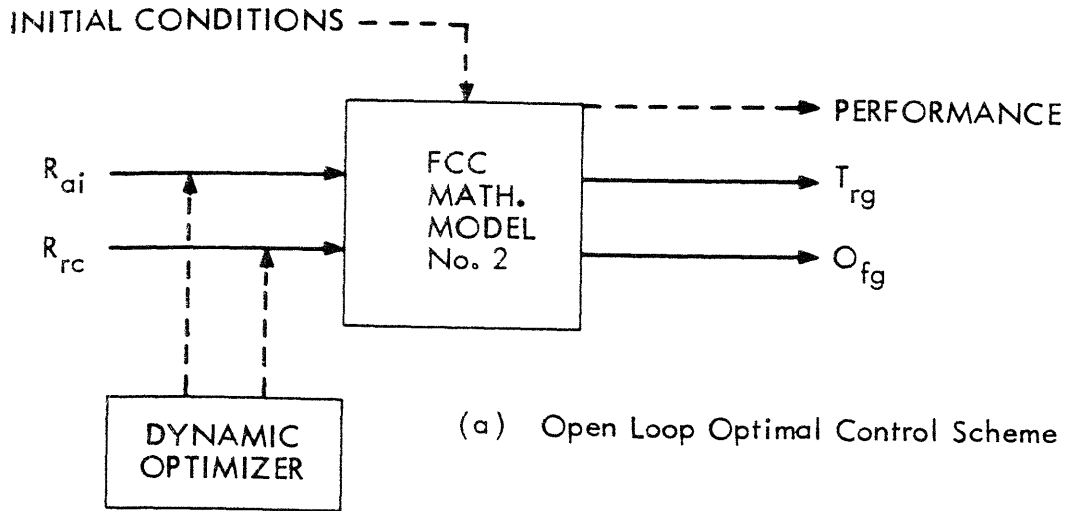 INITIAL CONDITIONS
PERFORMANCE
FCC
MATH.
MODEL
No. 2
R_ai
T_rg
R_rc
O_fg
DYNAMIC
OPTIMIZER
(a) Open Loop Optimal Control Scheme